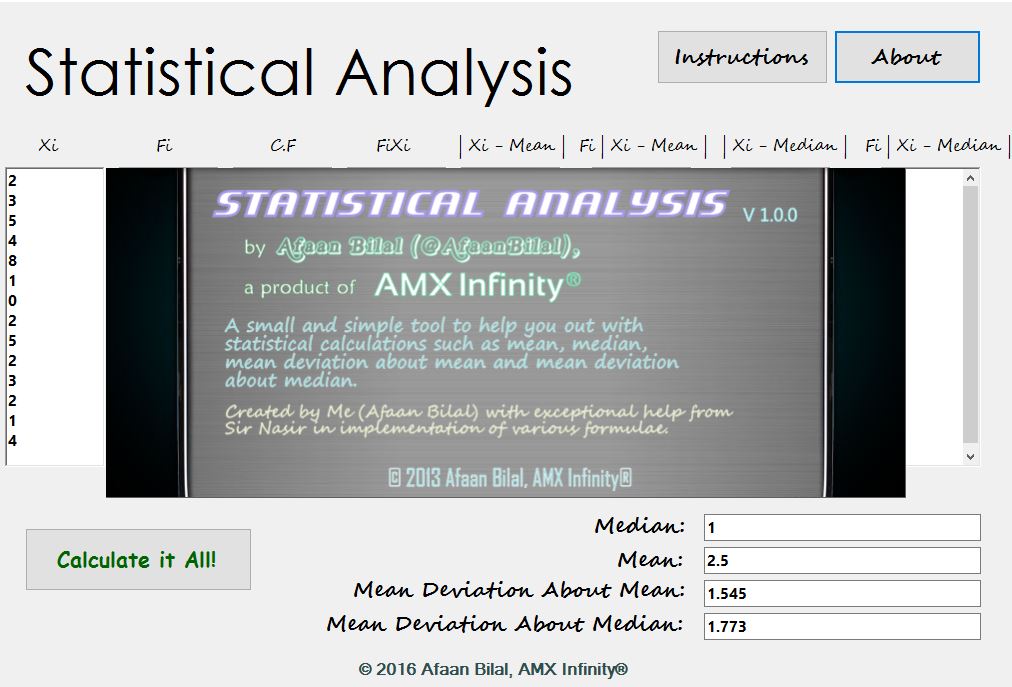 Statistical Analysis
Instructions
About
Xi Fi C.F FiXi | Xi - Mean | Fi | Xi - Mean | | Xi - Median | Fi | Xi - Median |
2
3
5
4
8
1
0
2
5
2
3
2
1
4
STATISTICAL ANALYSIS V 1.0.0
by Afaan Bilal (@AfaanBilal),
a product of AMX Infinity®
A small and simple tool to help you out with
statistical calculations such as mean, median,
mean deviation about mean and mean deviation
about median.
Created by Me (Afaan Bilal) with exceptional help from
Sir Nasir in implementation of various formulae.
© 2013 Afaan Bilal, AMX Infinity®
Calculate it All!
Median: 1
Mean: 2.5
Mean Deviation About Mean: 1.545
Mean Deviation About Median: 1.773
© 2016 Afaan Bilal, AMX Infinity®